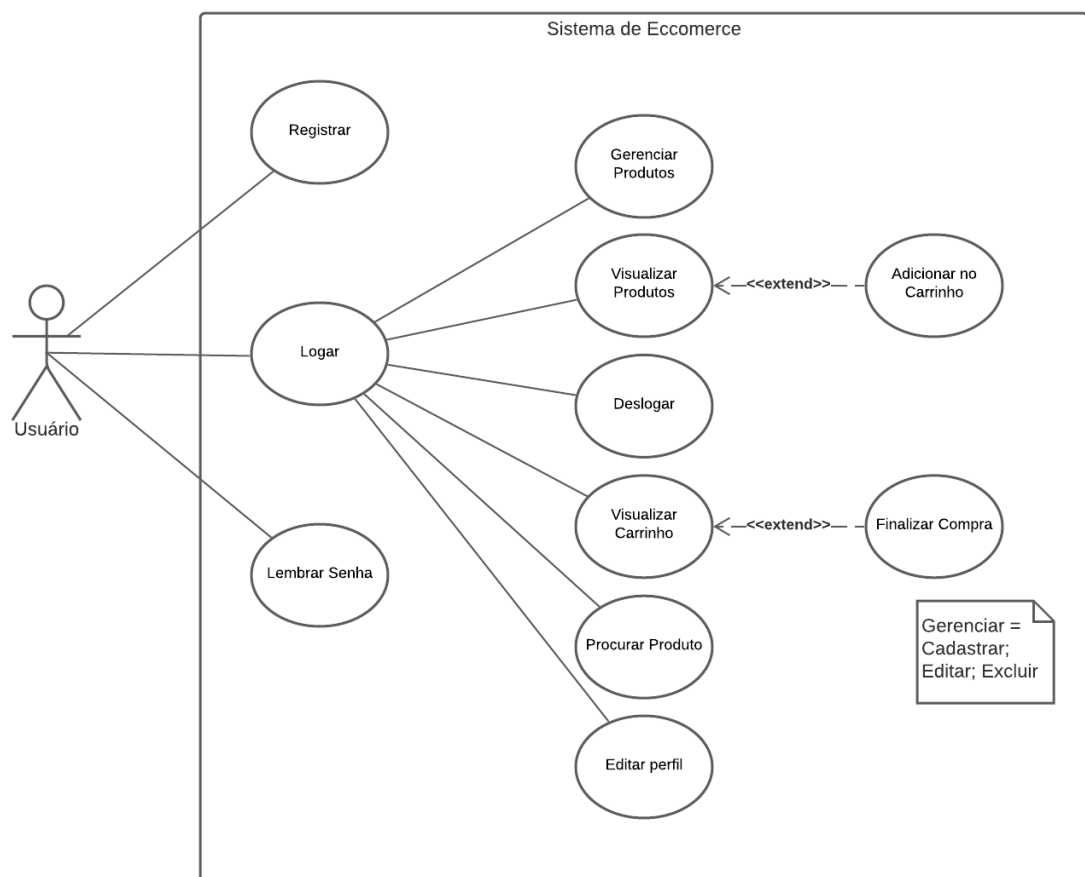 Sistema de Eccomerce
Registrar
Gerenciar
Produtos
Visualizar
Produtos
<<extend>>
Adicionar no
Carrinho
Logar
Usuário
Deslogar
Visualizar
Carrinho
<<extend>>
Finalizar Compra
Lembrar Senha
Procurar Produto
Gerenciar =
Cadastrar;
Editar; Excluir
Editar perfil